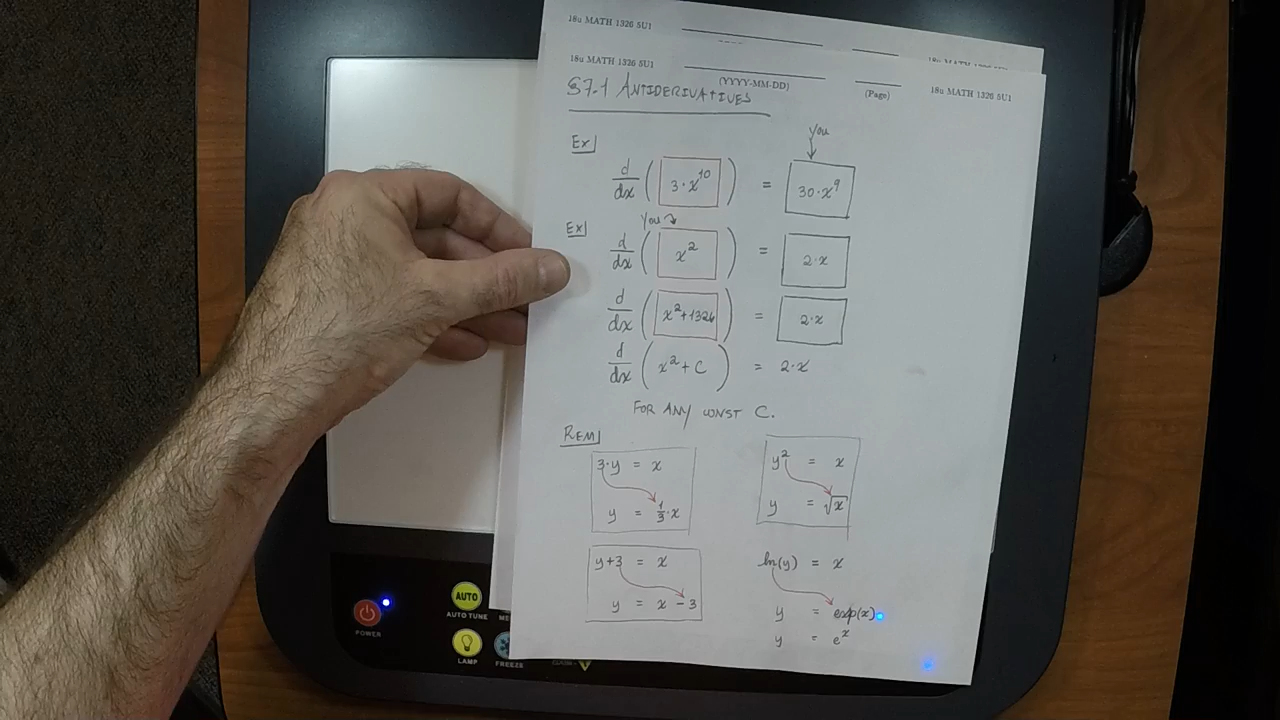 18u MATH 1326 5U1
18u MATH 1326 5U1
(YYYY-MM-DD)
(Page)
18u MATH 1326 5U1
§7.1 ANTIDERIVATIVES
Ex|
you
d/dx ( 3·x^10 ) = 30·x^9
Ex|
you
d/dx ( x^2 ) = 2·x
d/dx ( x^2+1326 ) = 2·x
d/dx ( x^2 + C ) = 2·x
FOR ANY CONST C.
REM|
3·y = x
y = 1/3·x
y^2 = x
y = √x
y+3 = x
y = x - 3
ln(y) = x
y = exp(x)
y = e^x
POWER
AUTO
AUTO TUNE
LAMP
FREEZE